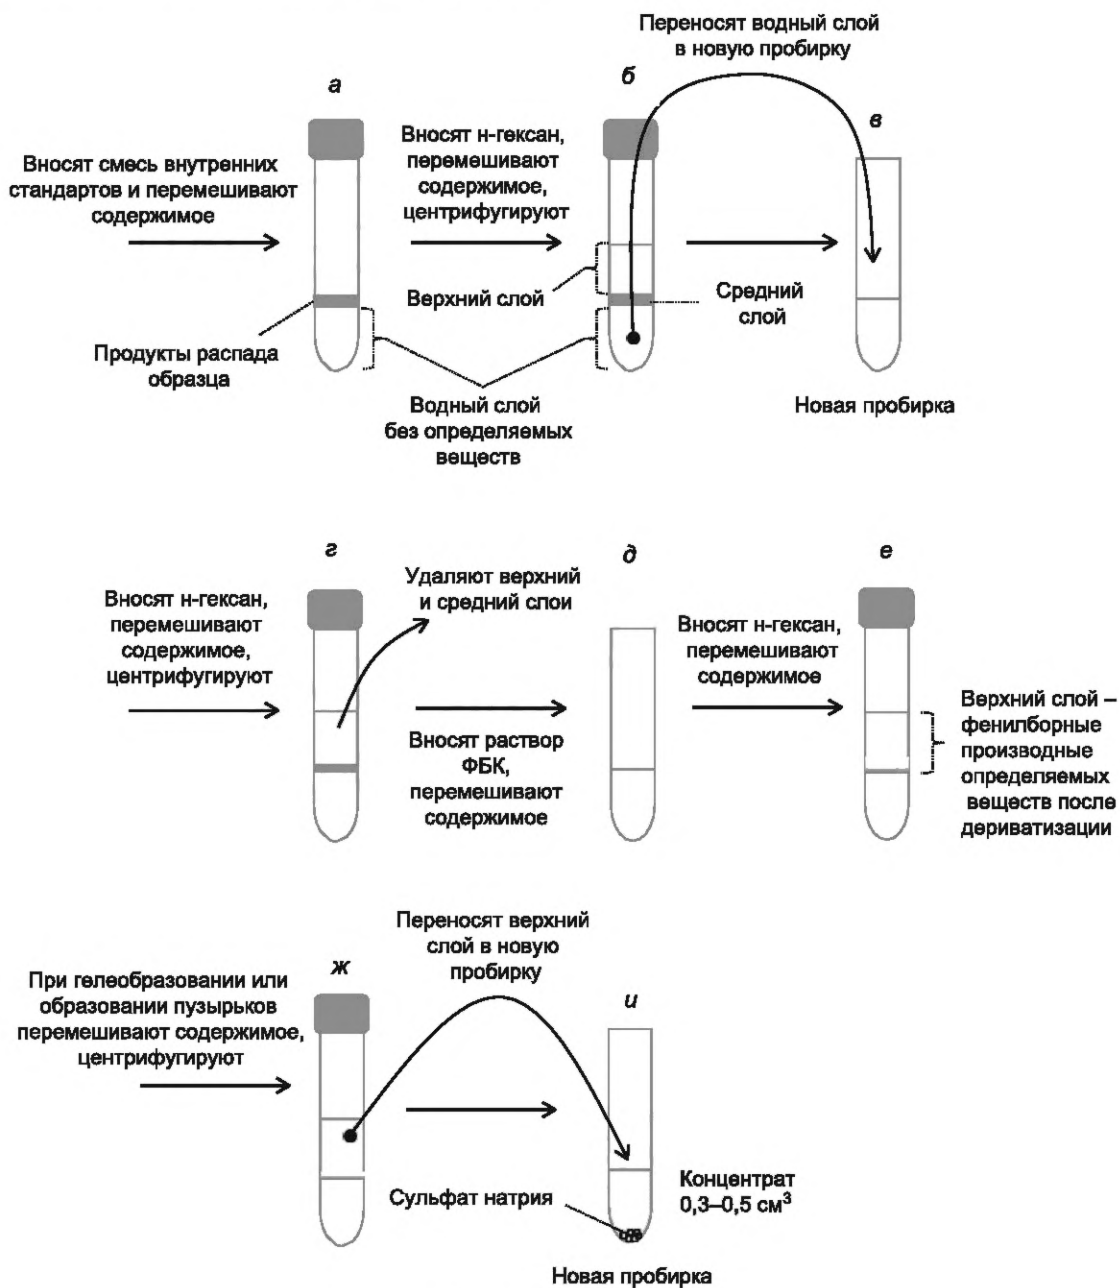 Переносят водный слой
в новую пробирку
а
б
в
Вносят смесь внутренних
стандартов и перемешивают
содержимое
Вносят н-гексан,
перемешивают
содержимое,
центрифугируют
Верхний слой
Средний
слой
Продукты распада
образца
Водный слой
без определяемых
веществ
Новая пробирка
г
д
е
Вносят н-гексан,
перемешивают
содержимое,
центрифугируют
Удаляют верхний
и средний слои
Вносят раствор
ФБК,
перемешивают
содержимое
Вносят н-гексан,
перемешивают
содержимое
Верхний слой –
фенилборные
производные
определяемых
веществ после
дериватизации
Переносят верхний
слой в новую
пробирку
ж
и
При гелеобразовании или
образовании пузырьков
перемешивают содержимое,
центрифугируют
Сульфат натрия
Концентрат
0,3–0,5 см³
Новая пробирка